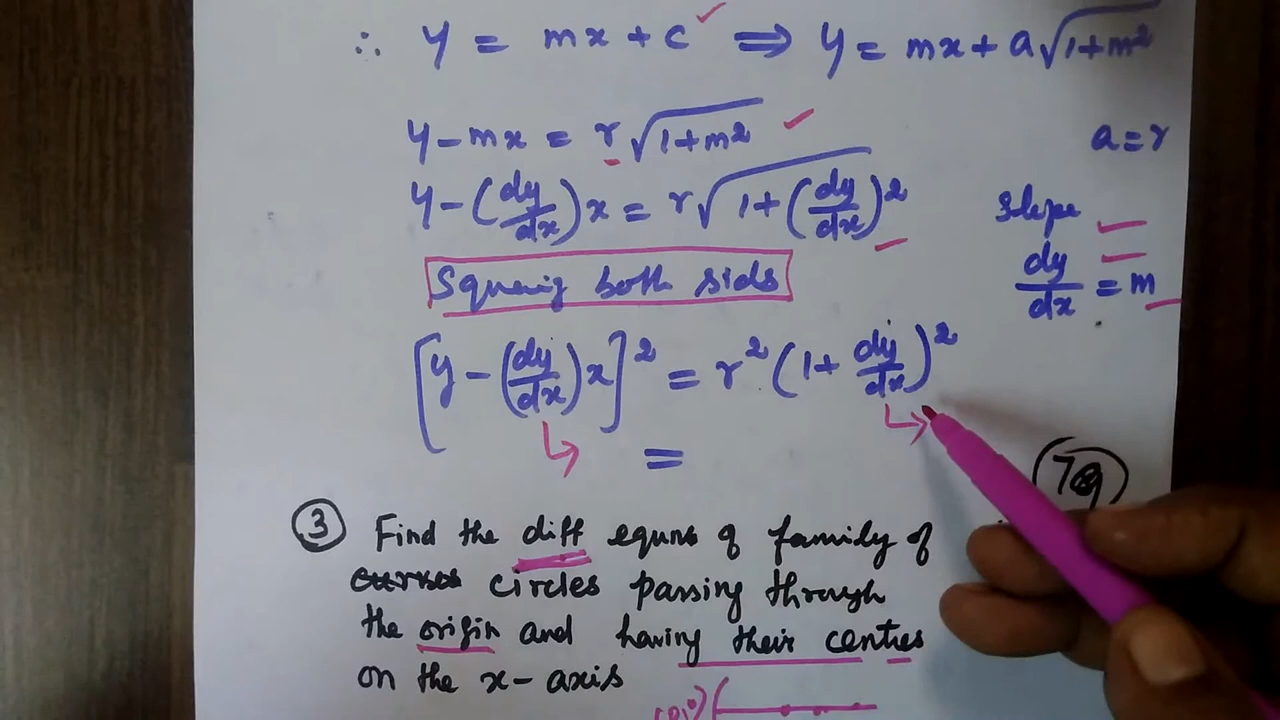 ∴ y = mx + c ⇒ y = mx + a√(1+m²)
y - mx = r√(1+m²)
a = r
y - (dy/dx)x = r√(1+(dy/dx)²)
Slope
dy/dx = m
Squaring both sides
[y - (dy/dx)x]² = r²(1+ dy/dx)²
=
③ Find the diff equns of family of
circles passing through
the origin and having their centres
on the x-axis